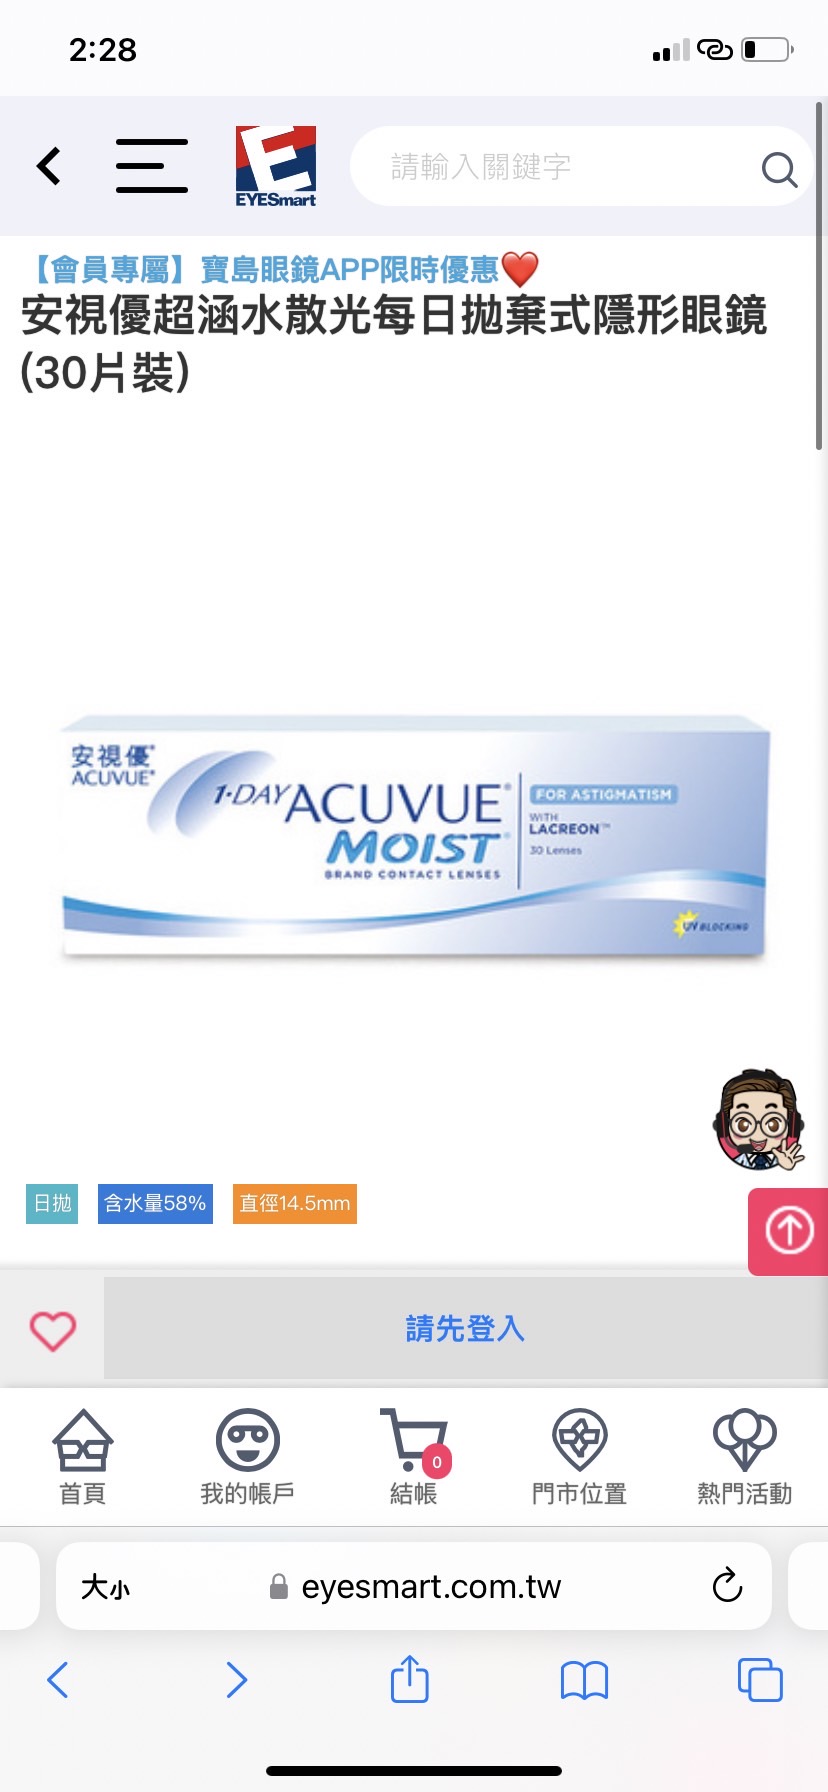 2:28
EYESmart
請輸入關鍵字
【會員專屬】寶島眼鏡APP限時優惠❤️
安視優超涵水散光每日拋棄式隱形眼鏡
(30片裝)
安視優®
ACUVUE®
1·DAY ACUVUE®
MOIST®
BRAND CONTACT LENSES
FOR ASTIGMATISM
WITH
LACREON™
30 Lenses
UV BLOCKING
日拋
含水量58%
直徑14.5mm
請先登入
0
首頁
我的帳戶
結帳
門市位置
熱門活動
大小
eyesmart.com.tw